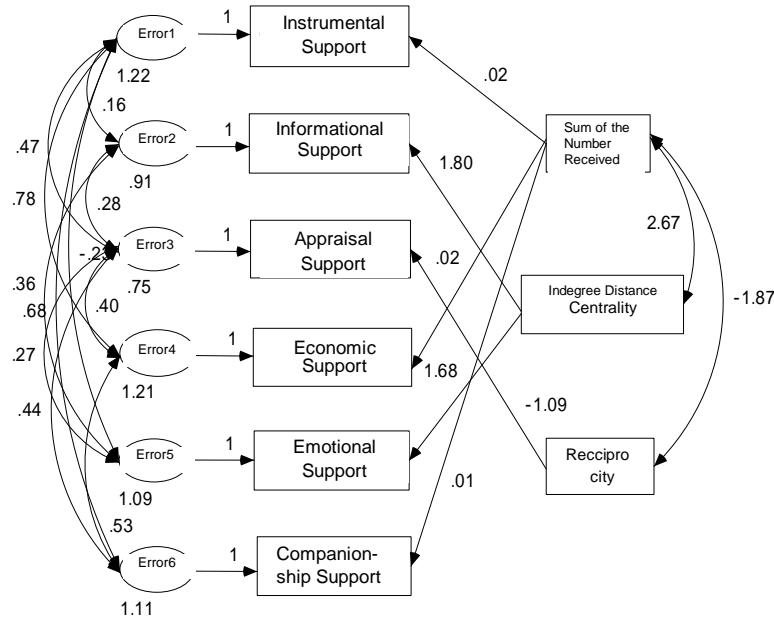 Error1
1
Instrumental
Support
1.22
.02
.16
Error2
1
Informational
Support
Sum of the
Number
Received
.47
1.80
.91
.78
.28
2.67
Error3
1
Appraisal
Support
-.23
.02
.75
.36
.68
.40
Indegree Distance
Centrality
-1.87
Error4
1
Economic
Support
.27
1.68
1.21
.44
-1.09
Error5
1
Emotional
Support
Reccipro
city
1.09
.01
.53
Error6
1
Companion-
ship Support
1.11